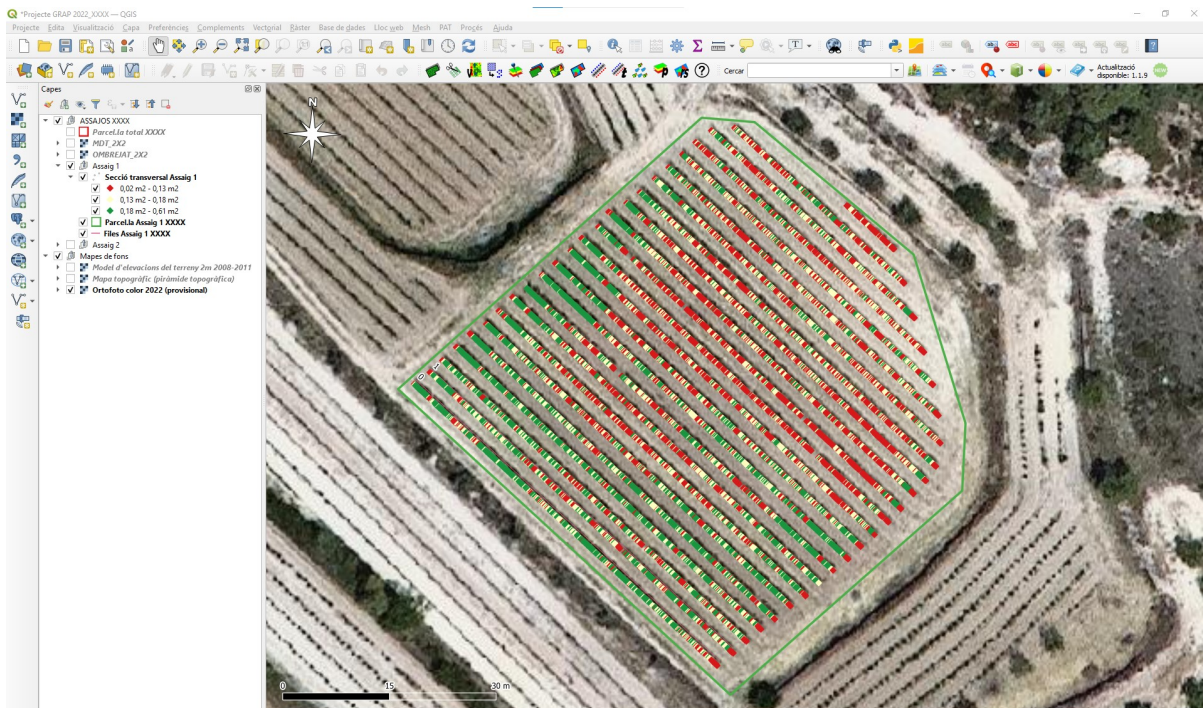 *Projecte GRAP 2022_XXXX — QGIS
Projecte Edita Visualització Capa Preferències Complements Vectorial Ràster Base de dades Lloc web Mesh PAT Procés Ajuda
Cercar
Actualització
disponible: 1.1.9
Capes
ASSAJOS XXXX
Parcel.la total XXXX
MDT_2X2
OMBREJAT_2X2
Assaig 1
Secció transversal Assaig 1
0,02 m2 - 0,13 m2
0,13 m2 - 0,18 m2
0,18 m2 - 0,61 m2
Parcel.la Assaig 1 XXXX
Files Assaig 1 XXXX
Assaig 2
Mapes de fons
Model d'elevacions del terreny 2m 2008-2011
Mapa topogràfic (piràmide topogràfica)
Ortofoto color 2022 (provisional)
N
0 1
0 15 30 m